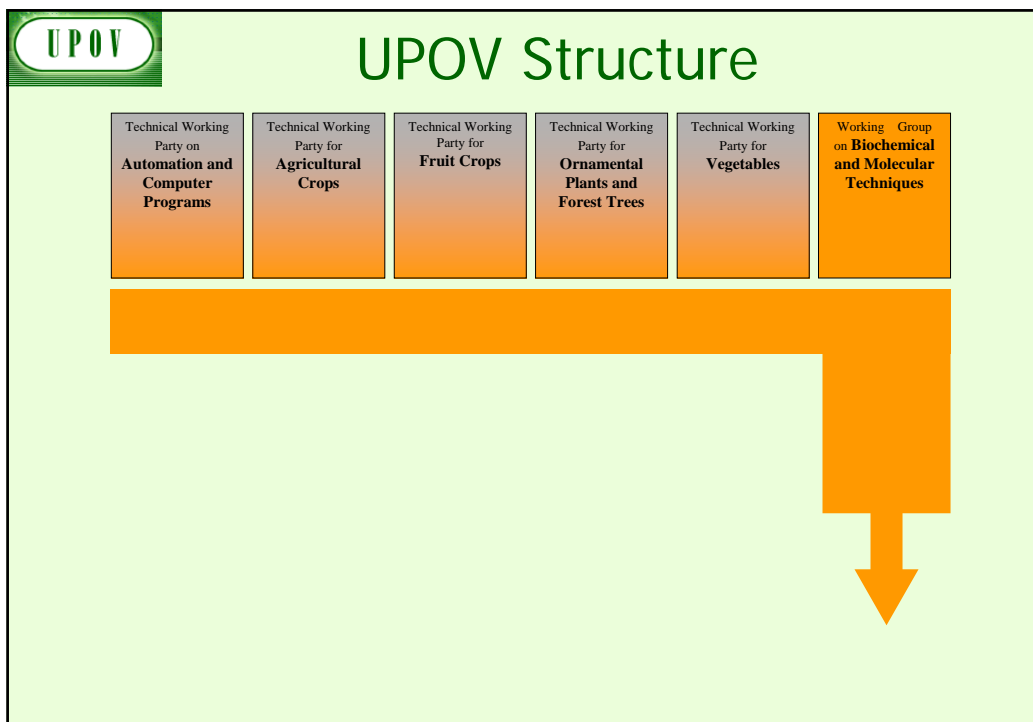 UPOV
UPOV Structure
Technical Working
Party on
Automation and
Computer
Programs
Technical Working
Party for
Agricultural
Crops
Technical Working
Party for
Fruit Crops
Technical Working
Party for
Ornamental
Plants and
Forest Trees
Technical Working
Party for
Vegetables
Working Group
on Biochemical
and Molecular
Techniques